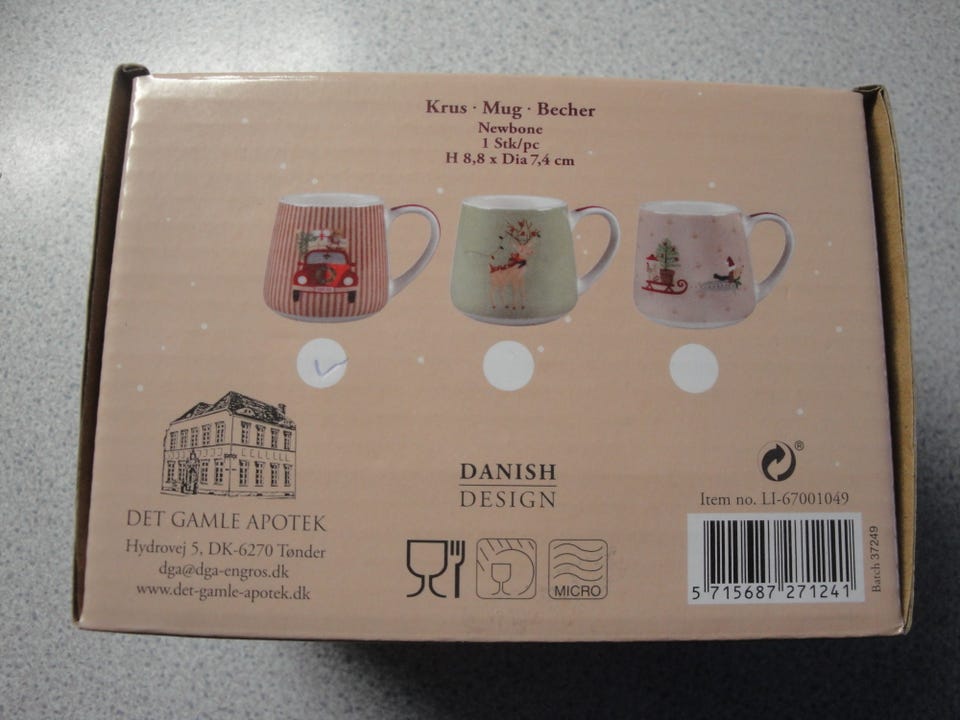 Krus · Mug · Becher
Newbone
1 Stk/pc
H 8,8 x Dia 7,4 cm
DET GAMLE APOTEK
Hydrovej 5, DK-6270 Tønder
dga@dga-engros.dk
www.det-gamle-apotek.dk
DANISH
DESIGN
MICRO
®
Item no. LI-67001049
5 715687 271241
Batch 37249